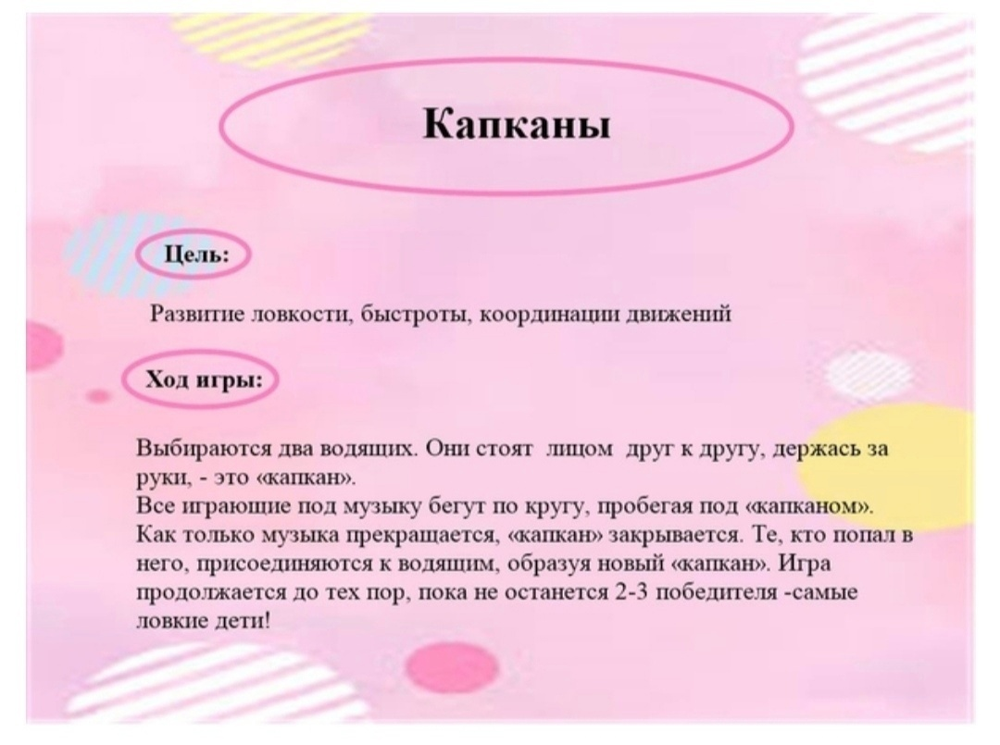 Капканы
Цель:
Развитие ловкости, быстроты, координации движений
Ход игры:
Выбираются два водящих. Они стоят  лицом  друг к другу, держась за
руки, - это «капкан».
Все играющие под музыку бегут по кругу, пробегая под «капканом».
Как только музыка прекращается, «капкан» закрывается. Те, кто попал в
него, присоединяются к водящим, образуя новый «капкан». Игра
продолжается до тех пор, пока не останется 2-3 победителя -самые
ловкие дети!